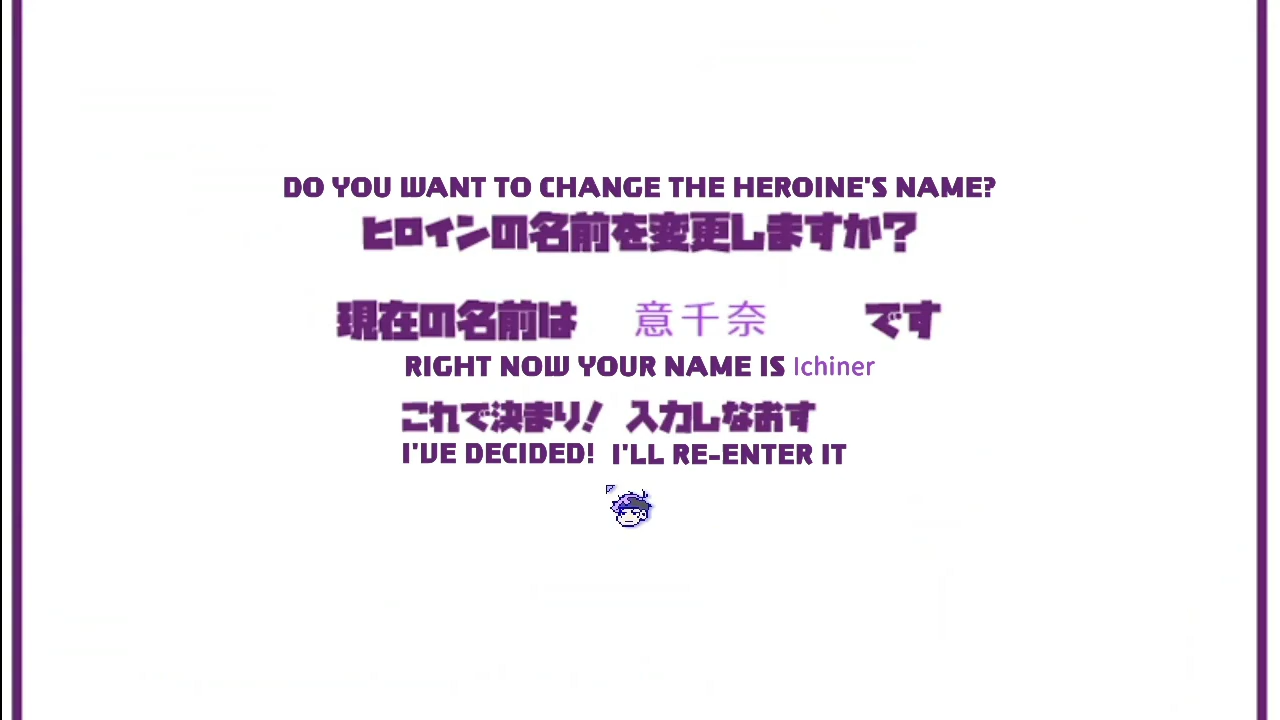 DO YOU WANT TO CHANGE THE HEROINE'S NAME?
ヒロインの名前を変更しますか?
現在の名前は 意千奈 です
RIGHT NOW YOUR NAME IS Ichiner
これで決まり! 入力しなおす
I'VE DECIDED! I'LL RE-ENTER IT